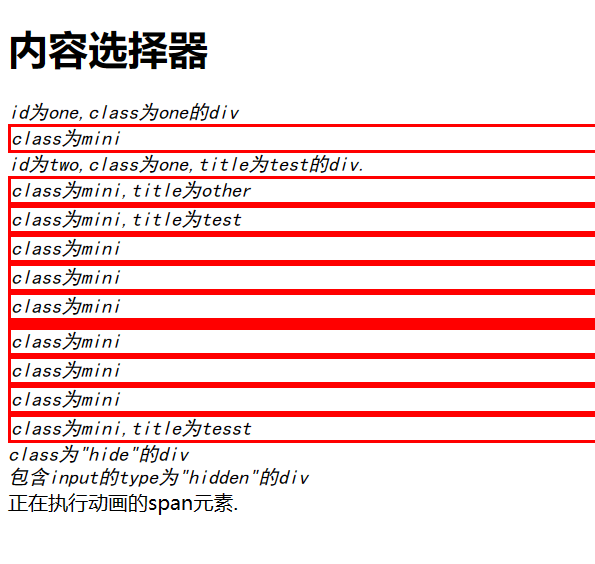 内容选择器
id为one,class为one的div
class为mini
id为two,class为one,title为test的div.
class为mini,title为other
class为mini,title为test
class为mini
class为mini
class为mini
class为mini
class为mini
class为mini
class为mini,title为tesst
class为"hide"的div
包含input的type为"hidden"的div
正在执行动画的span元素.